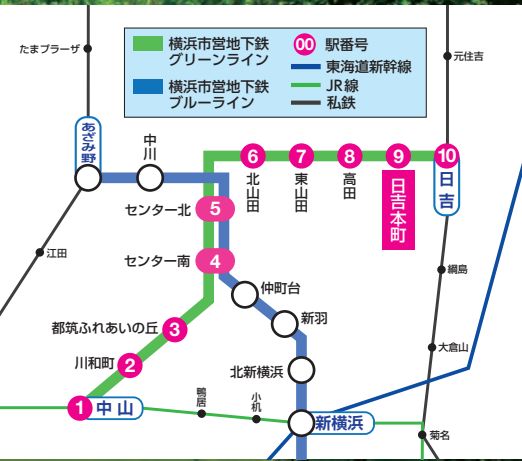 たまプラーザ
横浜市営地下鉄
グリーンライン
横浜市営地下鉄
ブルーライン
00 駅番号
東海道新幹線
JR線
私鉄
元住吉
あざみ野
中川
6
北山田
7
東山田
8
高田
9
日吉本町
10
日吉
センター北
5
江田
センター南
4
綱島
仲町台
都筑ふれあいの丘
3
新羽
大倉山
川和町
2
北新横浜
1
中山
鴨居
小机
新横浜
菊名